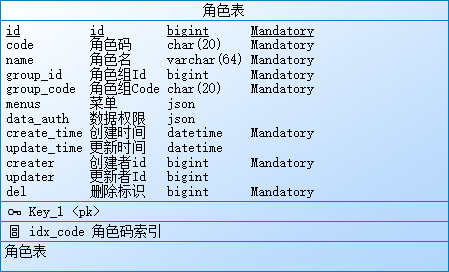 角色表
id id bigint Mandatory
code 角色码 char(20) Mandatory
name 角色名 varchar(64) Mandatory
group_id 角色组Id bigint Mandatory
group_code 角色组Code char(20) Mandatory
menus 菜单 json
data_auth 数据权限 json
create_time 创建时间 datetime Mandatory
update_time 更新时间 datetime
creater 创建者id bigint Mandatory
updater 更新者Id bigint
del 删除标识 bigint Mandatory
Key_1 <pk>
idx_code 角色码索引
角色表